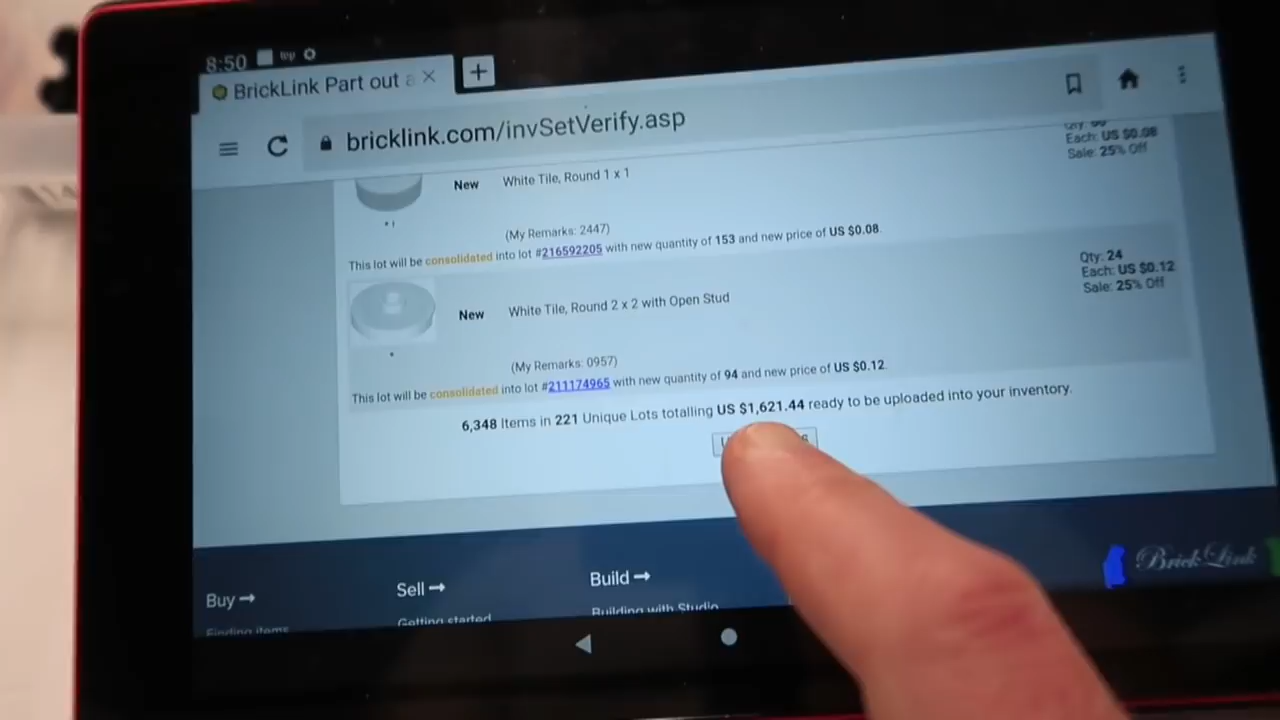 8:50
BrickLink Part out a
bricklink.com/invSetVerify.asp
New White Tile, Round 1 x 1
Each: US $0.08
Sale: 25% Off
(My Remarks: 2447)
This lot will be consolidated into lot #216592205 with new quantity of 153 and new price of US $0.08.
New White Tile, Round 2 x 2 with Open Stud
Qty: 24
Each: US $0.12
Sale: 25% Off
(My Remarks: 0957)
This lot will be consolidated into lot #211174965 with new quantity of 94 and new price of US $0.12.
6,348 Items in 221 Unique Lots totalling US $1,621.44 ready to be uploaded into your inventory.
Buy → Sell → Build → BrickLink
Finding items Getting started Building with Studio